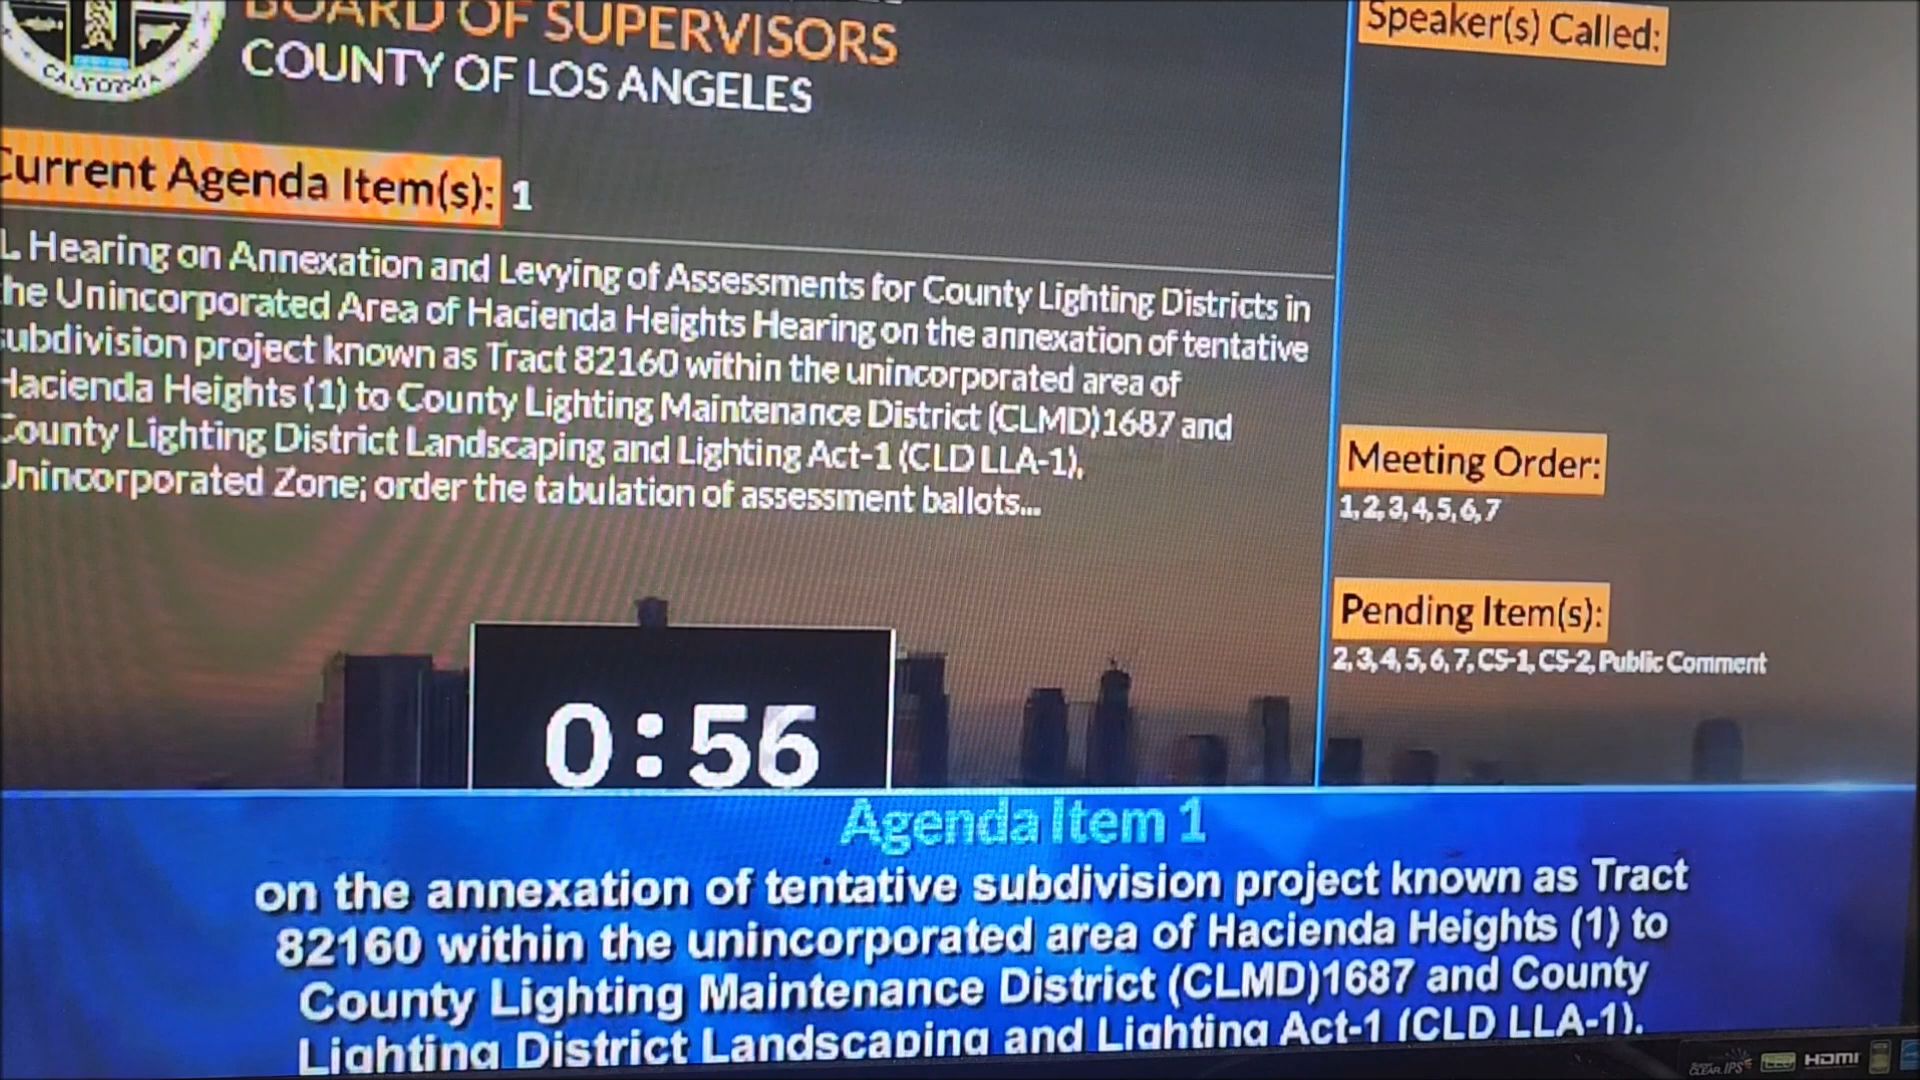 BOARD OF SUPERVISORS
COUNTY OF LOS ANGELES
CALIFORNIA
Current Agenda Item(s): 1
1. Hearing on Annexation and Levying of Assessments for County Lighting Districts in
the Unincorporated Area of Hacienda Heights Hearing on the annexation of tentative
subdivision project known as Tract 82160 within the unincorporated area of
Hacienda Heights (1) to County Lighting Maintenance District (CLMD)1687 and
County Lighting District Landscaping and Lighting Act-1 (CLD LLA-1),
Unincorporated Zone; order the tabulation of assessment ballots...
0:56
Speaker(s) Called:
Meeting Order:
1,2,3,4,5,6,7
Pending Item(s):
2,3,4,5,6,7,CS-1,CS-2,Public Comment
Agenda Item 1
on the annexation of tentative subdivision project known as Tract
82160 within the unincorporated area of Hacienda Heights (1) to
County Lighting Maintenance District (CLMD)1687 and County
Lighting District Landscaping and Lighting Act-1 (CLD LLA-1),
HDMI